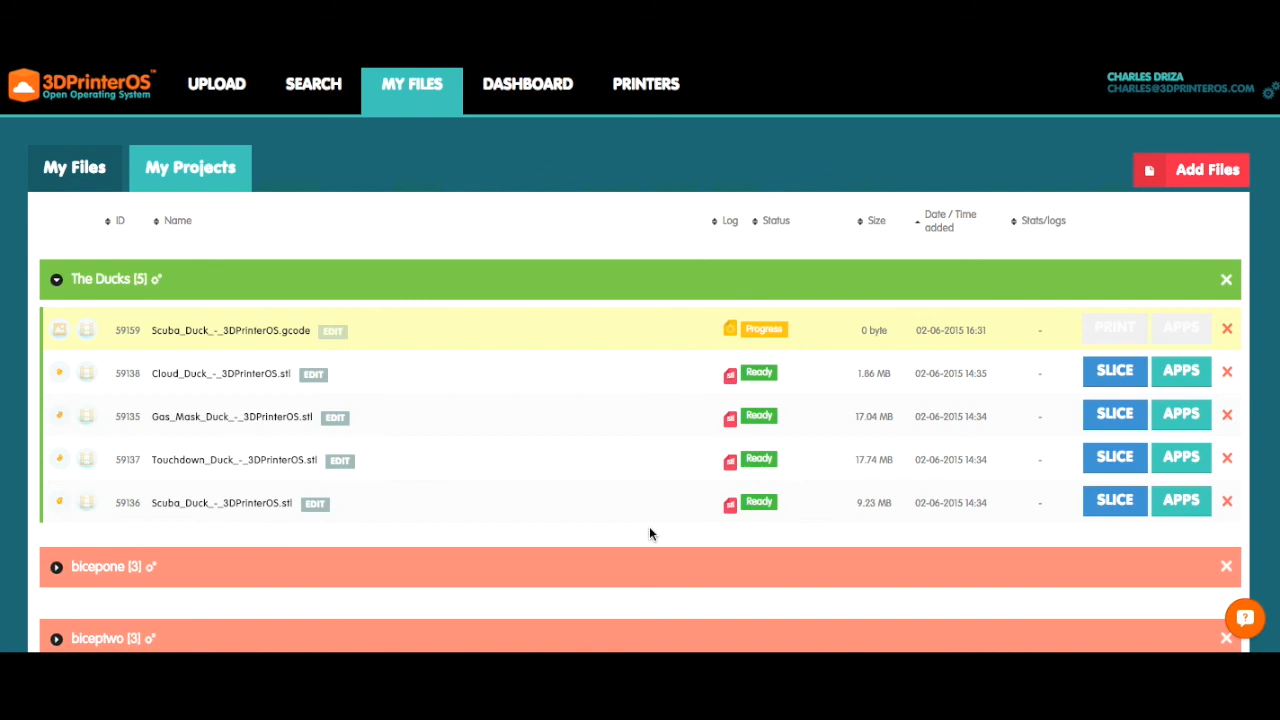 3DPrinterOS™
Open Operating System
UPLOAD SEARCH MY FILES DASHBOARD PRINTERS
CHARLES DRIZA
CHARLES@3DPRINTEROS.COM
My Files My Projects Add Files
ID Name Log Status Size Date / Time added Stats/logs
The Ducks [5]
59159 Scuba_Duck_-_3DPrinterOS.gcode EDIT Progress 0 byte 02-06-2015 16:31 - PRINT APPS
59138 Cloud_Duck_-_3DPrinterOS.stl EDIT Ready 1.86 MB 02-06-2015 14:35 - SLICE APPS
59135 Gas_Mask_Duck_-_3DPrinterOS.stl EDIT Ready 17.04 MB 02-06-2015 14:34 - SLICE APPS
59137 Touchdown_Duck_-_3DPrinterOS.stl EDIT Ready 17.74 MB 02-06-2015 14:34 - SLICE APPS
59136 Scuba_Duck_-_3DPrinterOS.stl EDIT Ready 9.23 MB 02-06-2015 14:34 - SLICE APPS
bicepone [3]
biceptwo [3]